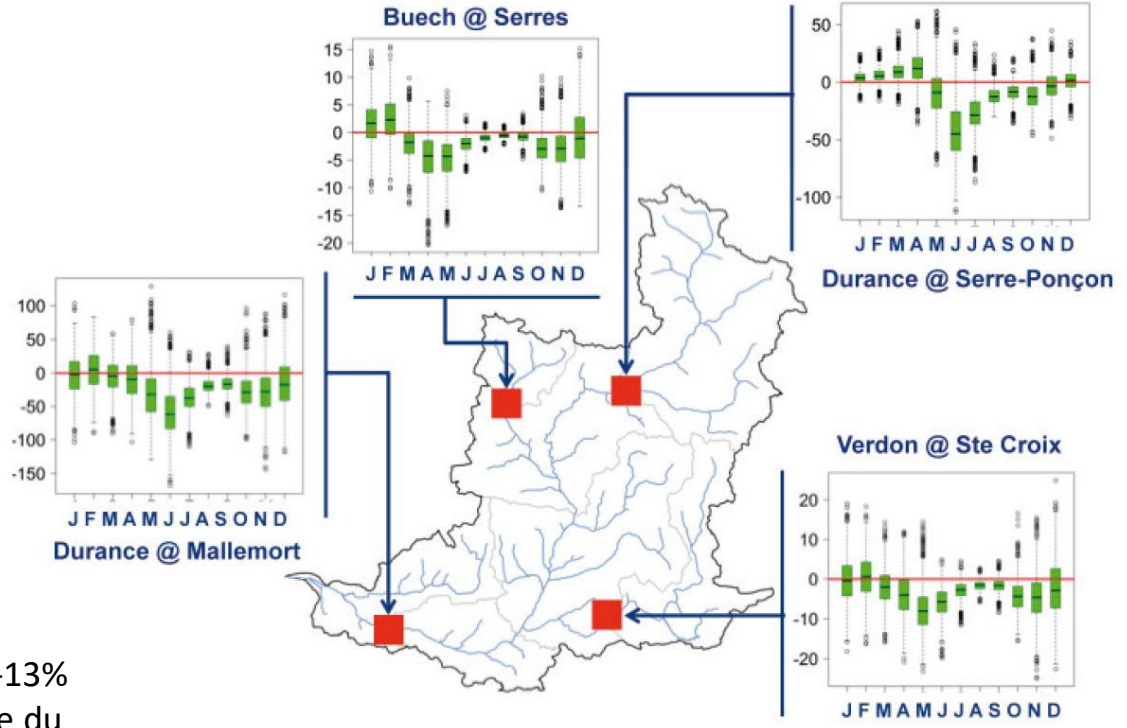 Buech @ Serres
15
10
5
0
-5
-10
-15
-20
J F M A M J J A S O N D
50
0
-50
-100
J F M A M J J A S O N D
Durance @ Serre-Ponçon
100
50
0
-50
-100
-150
J F M A M J J A S O N D
Durance @ Mallemort
Verdon @ Ste Croix
20
10
0
-10
-20
J F M A M J J A S O N D
-13%
e du